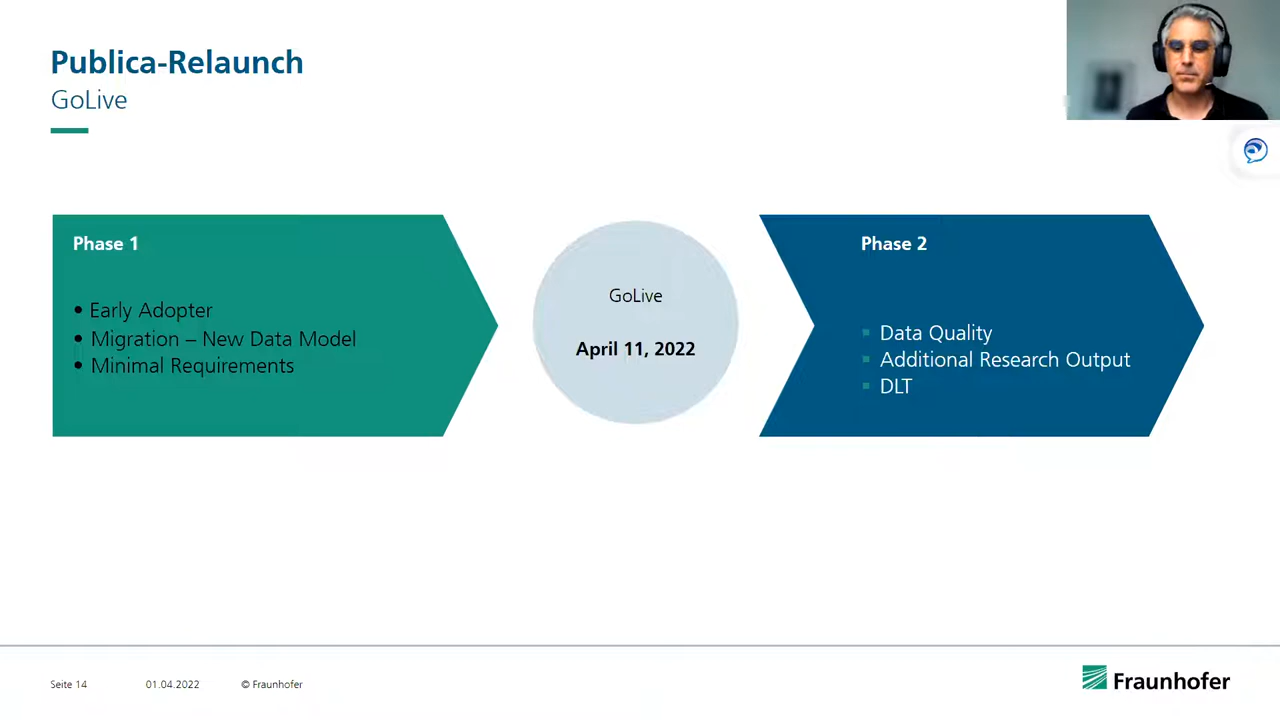 Publica-Relaunch
GoLive
Phase 1
• Early Adopter
• Migration – New Data Model
• Minimal Requirements
GoLive
April 11, 2022
Phase 2
▪ Data Quality
▪ Additional Research Output
▪ DLT
Seite 14 01.04.2022 © Fraunhofer
Fraunhofer